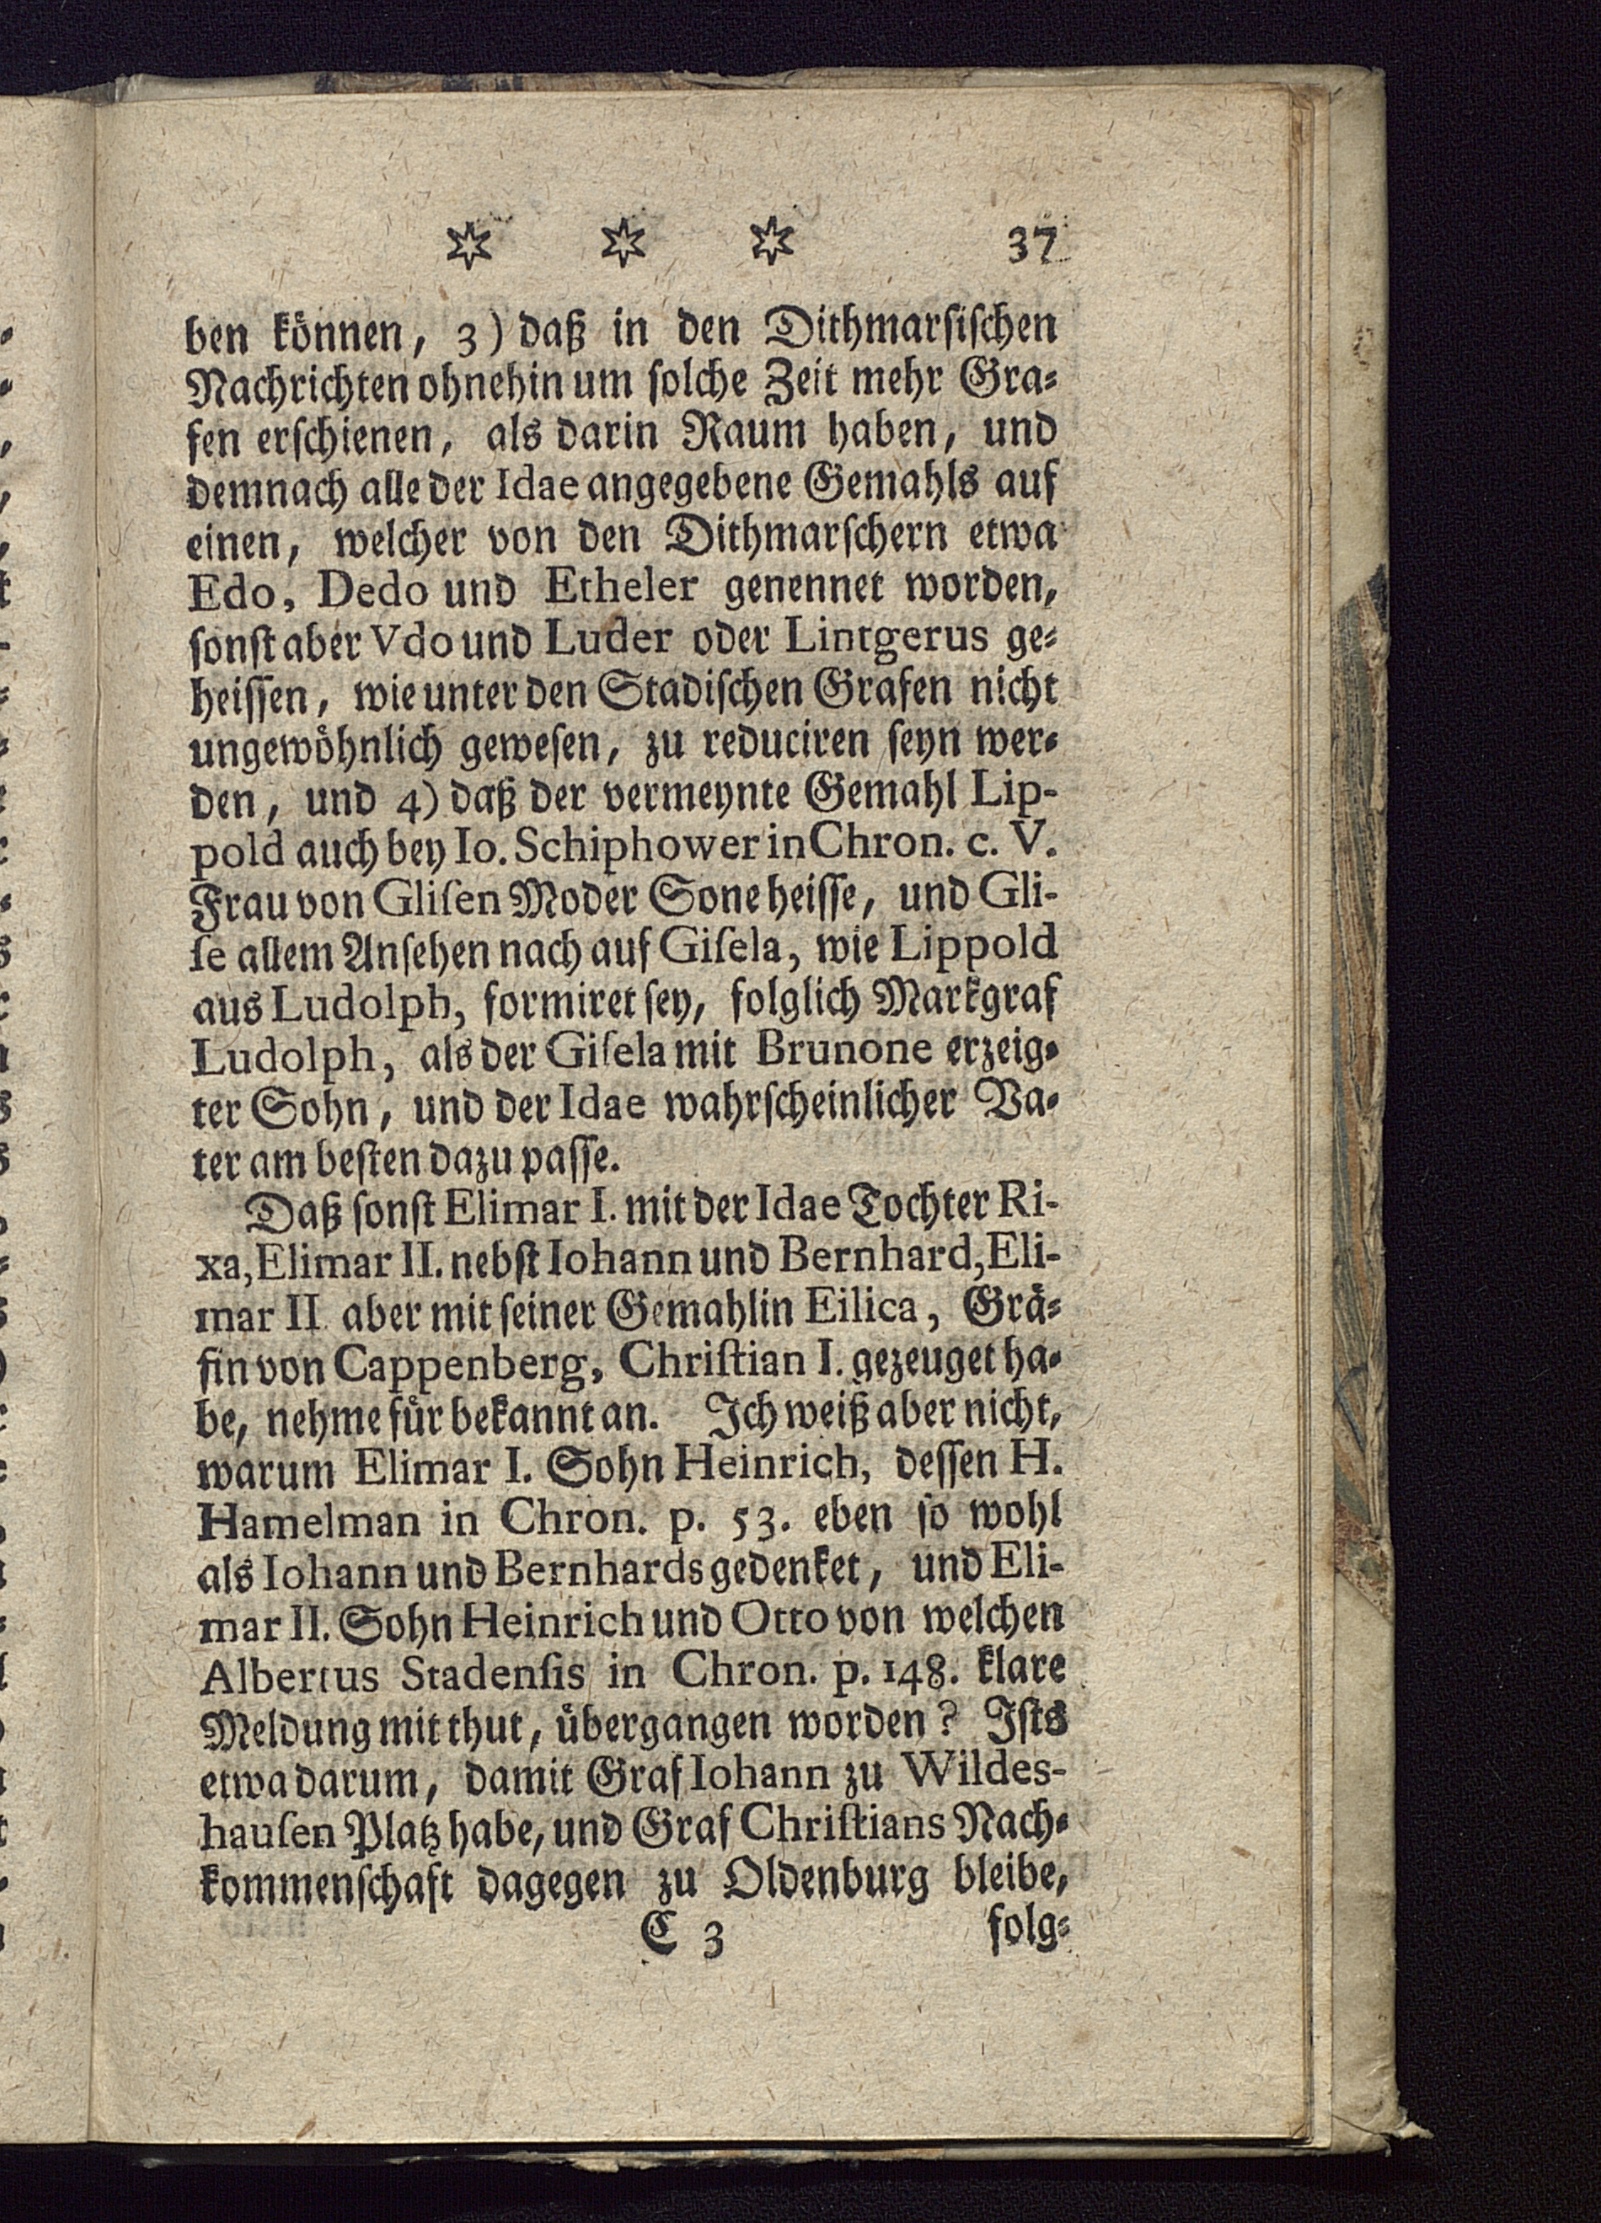 ✡ ✡ ✡ 37
ben können, 3) daß in den Dithmarsischen
Nachrichten ohnehin um solche Zeit mehr Gra-
fen erschienen, als darin Raum haben, und
demnach alle der Idae angegebene Gemahls auf
einen, welcher von den Dithmarschern etwa
Edo, Dedo und Etheler genennet worden,
sonst aber Vdo und Luder oder Lintgerus ge-
heissen, wie unter den Stadischen Grafen nicht
ungewöhnlich gewesen, zu reduciren seyn wer-
den, und 4) daß der vermeynte Gemahl Lip-
pold auch bey Io. Schiphower in Chron. c. V.
Frau von Glisen Moder Sone heisse, und Gli-
se allem Ansehen nach auf Gisela, wie Lippold
aus Ludolph, formiret sey, folglich Markgraf
Ludolph, als der Gisela mit Brunone erzeig-
ter Sohn, und der Idae wahrscheinlicher Va-
ter am besten dazu passe.
Daß sonst Elimar I. mit der Idae Tochter Ri-
xa, Elimar II. nebst Iohann und Bernhard, Eli-
mar II aber mit seiner Gemahlin Eilica, Grä-
fin von Cappenberg, Christian I. gezeuget ha-
be, nehme für bekannt an. Ich weiß aber nicht,
warum Elimar I. Sohn Heinrich, dessen H.
Hamelman in Chron. p. 53. eben so wohl
als Iohann und Bernhards gedenket, und Eli-
mar II. Sohn Heinrich und Otto von welchen
Albertus Stadensis in Chron. p. 148. klare
Meldung mit thut, übergangen worden? Ists
etwa darum, damit Graf Iohann zu Wildes-
hausen Platz habe, und Graf Christians Nach-
kommenschaft dagegen zu Oldenburg bleibe,
C 3 folg-